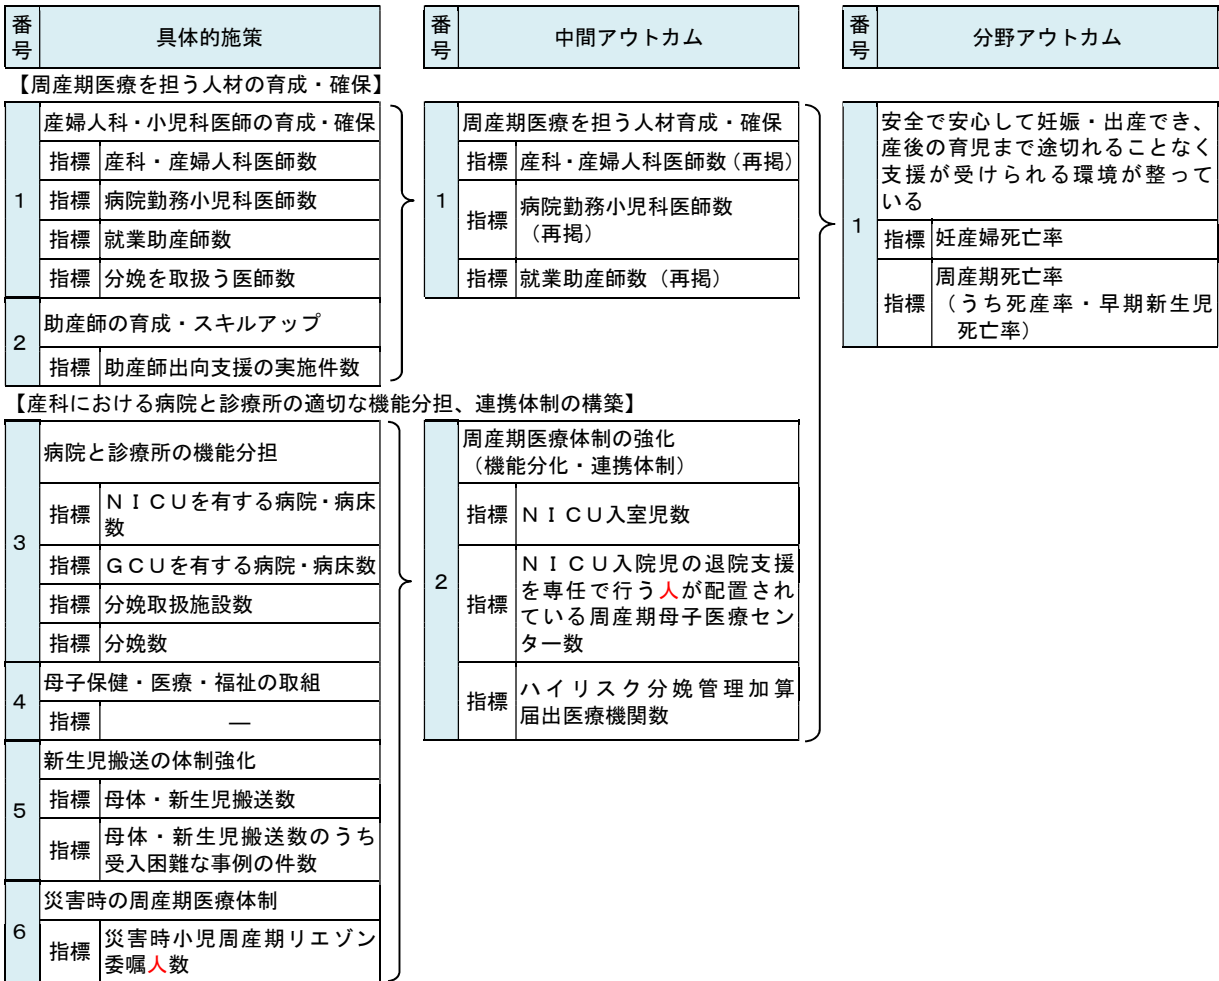 番号
具体的施策
番号
中間アウトカム
番号
分野アウトカム
【周産期医療を担う人材の育成・確保】
1
産婦人科・小児科医師の育成・確保
指標 産科・産婦人科医師数
指標 病院勤務小児科医師数
指標 就業助産師数
指標 分娩を取扱う医師数
2
助産師の育成・スキルアップ
指標 助産師出向支援の実施件数
1
周産期医療を担う人材育成・確保
指標 産科・産婦人科医師数（再掲）
指標 病院勤務小児科医師数
（再掲）
指標 就業助産師数（再掲）
1
安全で安心して妊娠・出産でき、
産後の育児まで途切れることなく
支援が受けられる環境が整って
いる
指標 妊産婦死亡率
指標 周産期死亡率
（うち死産率・早期新生児
死亡率）
【産科における病院と診療所の適切な機能分担、連携体制の構築】
3
病院と診療所の機能分担
指標 ＮＩＣＵを有する病院・病床
数
指標 ＧＣＵを有する病院・病床数
指標 分娩取扱施設数
指標 分娩数
4
母子保健・医療・福祉の取組
指標 ―
5
新生児搬送の体制強化
指標 母体・新生児搬送数
指標 母体・新生児搬送数のうち
受入困難な事例の件数
6
災害時の周産期医療体制
指標 災害時小児周産期リエゾン
委嘱人数
2
周産期医療体制の強化
（機能分化・連携体制）
指標 ＮＩＣＵ入室児数
指標 ＮＩＣＵ入院児の退院支援
を専任で行う人が配置され
ている周産期母子医療セン
ター数
指標 ハイリスク分娩管理加算
届出医療機関数